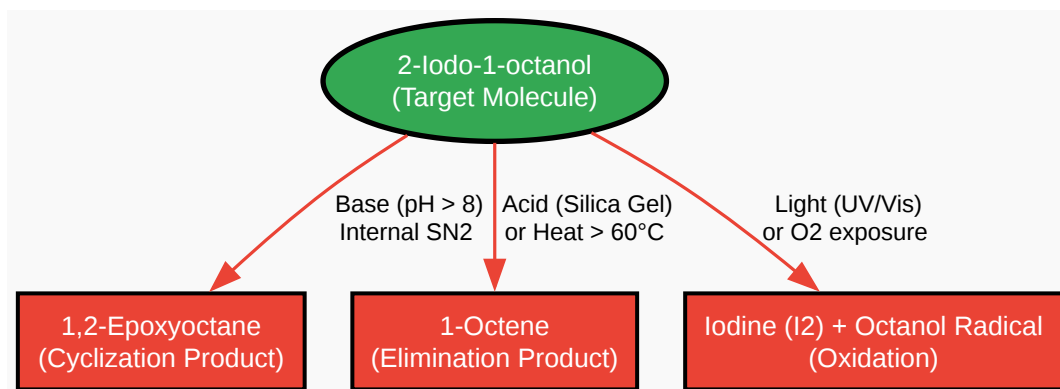 2-Iodo-1-octanol
(Target Molecule)
Base (pH > 8)
Internal SN2
Acid (Silica Gel)
or Heat > 60°C
Light (UV/Vis)
or O2 exposure
1,2-Epoxyoctane
(Cyclization Product)
1-Octene
(Elimination Product)
Iodine (I2) + Octanol Radical
(Oxidation)